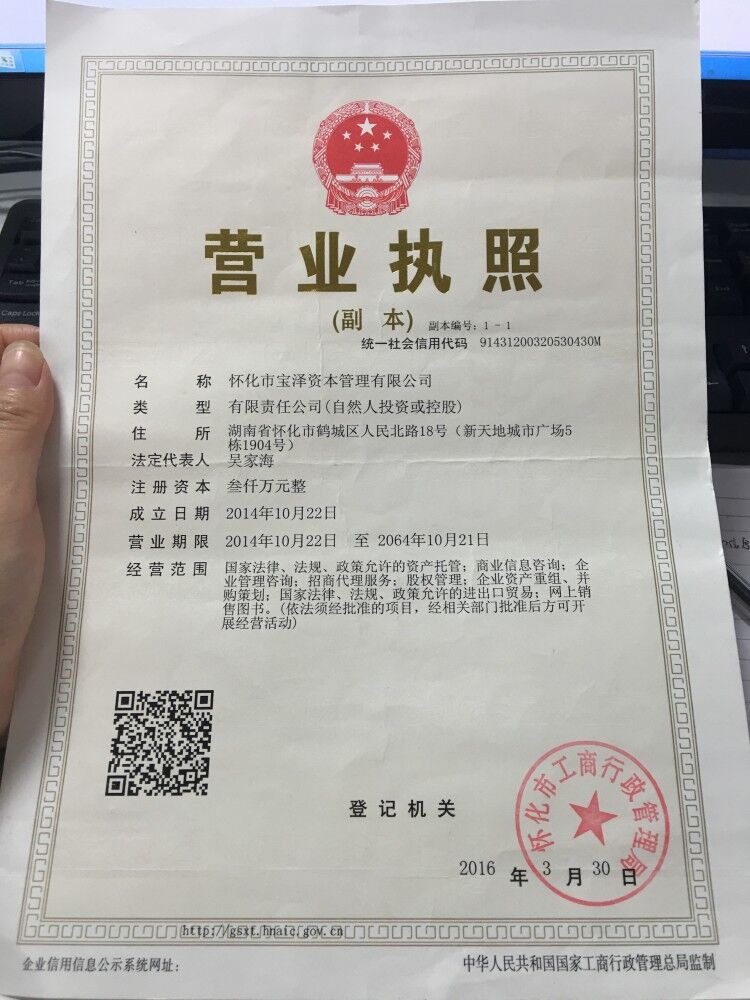 营业执照
(副 本) 副本编号：1-1
统一社会信用代码 91431200320530430M
名 称 怀化市宝泽资本管理有限公司
类 型 有限责任公司(自然人投资或控股)
住 所 湖南省怀化市鹤城区人民北路18号（新天地城市广场5
栋1904号）
法定代表人 吴家海
注册资本 叁仟万元整
成立日期 2014年10月22日
营业期限 2014年10月22日 至 2064年10月21日
经营范围 国家法律、法规、政策允许的资产托管；商业信息咨询；企
业管理咨询；招商代理服务；股权管理；企业资产重组、并
购策划；国家法律、法规、政策允许的进出口贸易；网上销
售图书。(依法须经批准的项目，经相关部门批准后方可开
展经营活动)
登记机关
怀化市工商行政管理局
2016 年 3 月 30 日
http://gsxt.hnaic.gov.cn
企业信用信息公示系统网址：
中华人民共和国国家工商行政管理总局监制
Tab
Caps Lock